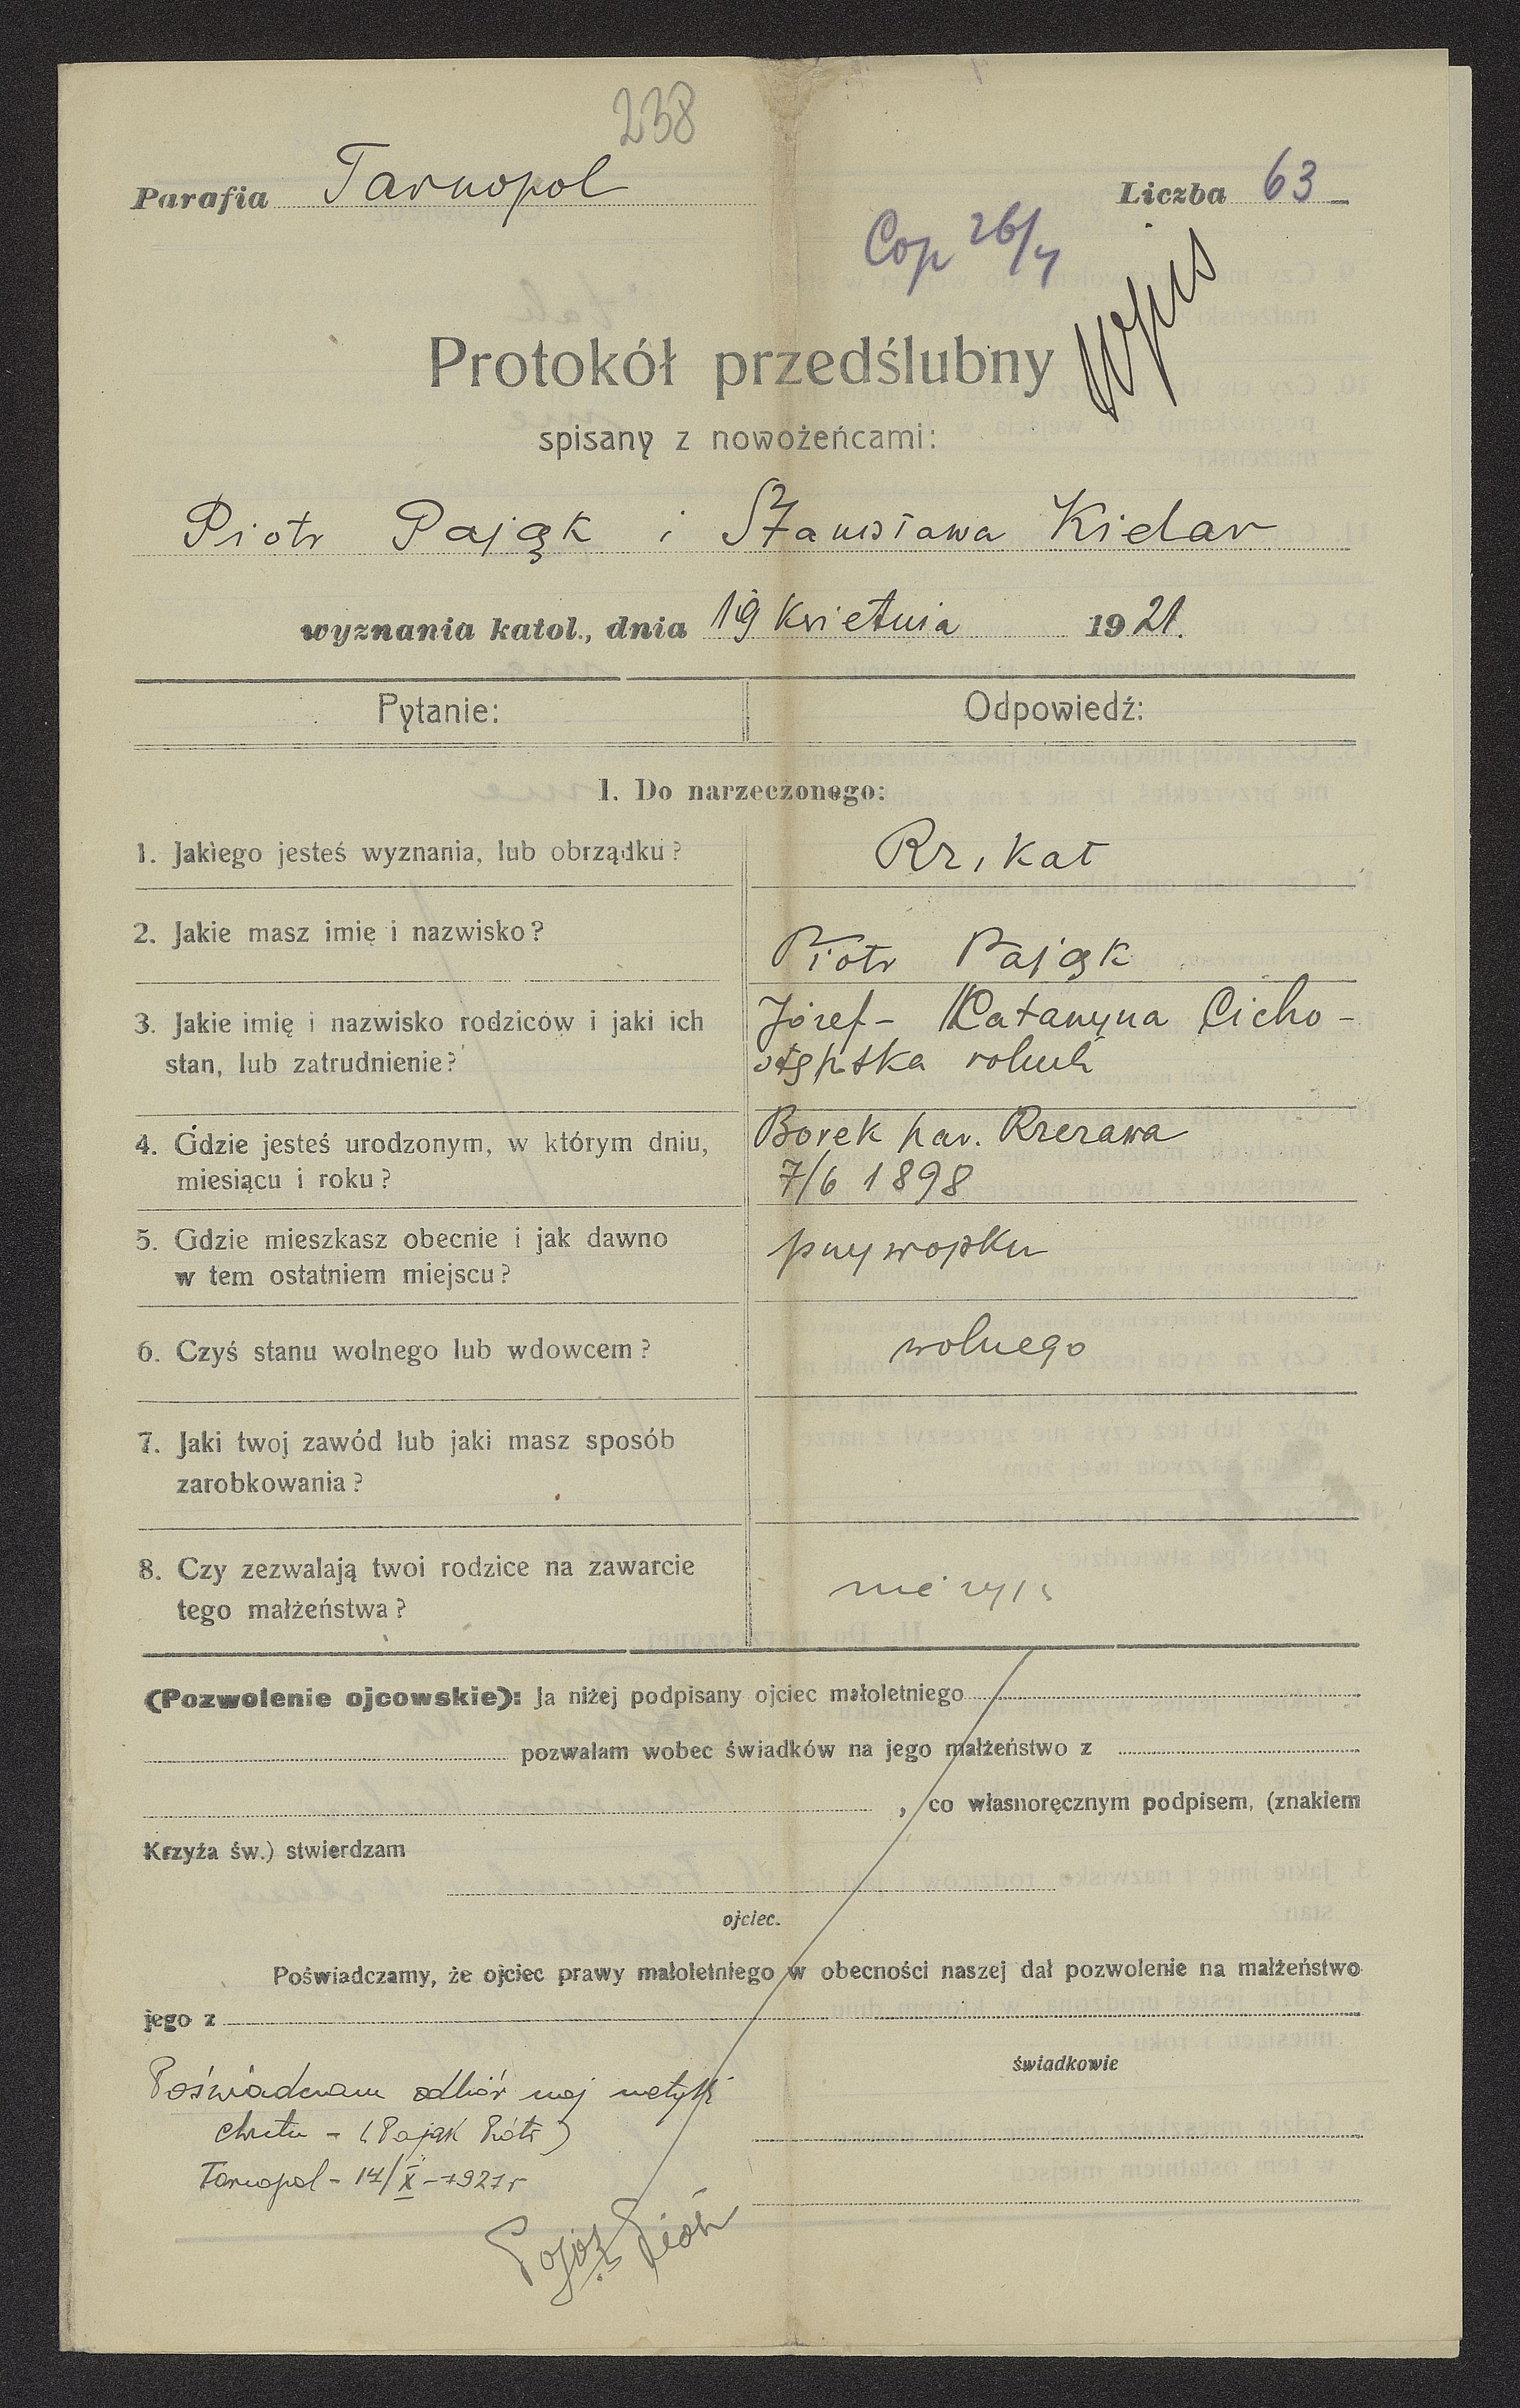 238
Parafia Tarnopol
Liczba 63
Cop 26/4
Wpis
Protokół przedślubny
spisany z nowożeńcami:
Piotr Pająk i Stanisława Kielar
wyznania katol., dnia 19 Kwietnia 1921.
Pytanie: Odpowiedź:
1. Do narzeczonego:
1. Jakiego jesteś wyznania, lub obrządku? Rz, Kat
2. Jakie masz imię i nazwisko? Piotr Pająk
3. Jakie imię i nazwisko rodziców i jaki ich Józef - Katarzyna Cicho-
stan, lub zatrudnienie?
4. Gdzie jesteś urodzonym, w którym dniu, Borek par. Rzezawa
miesiącu i roku? 7/6 1898
5. Gdzie mieszkasz obecnie i jak dawno przy wojsku
w tem ostatniem miejscu?
6. Czyś stanu wolnego lub wdowcem? wolnego
7. Jaki twoj zawód lub jaki masz sposób
zarobkowania?
8. Czy zezwalają twoi rodzice na zawarcie nie
tego małżeństwa?
(Pozwolenie ojcowskie): Ja niżej podpisany ojciec małoletniego
pozwalam wobec świadków na jego małżeństwo z
, co własnoręcznym podpisem, (znakiem
Krzyża św.) stwierdzam
ojciec.
Poświadczamy, że ojciec prawy małoletniego w obecności naszej dał pozwolenie na małżeństwo
jego z
świadkowie
Poświadczam odbiór mej metryki
chrztu - (Pająk Piotr)
Tarnopol - 14/X - 1921 r
Pająk Piotr